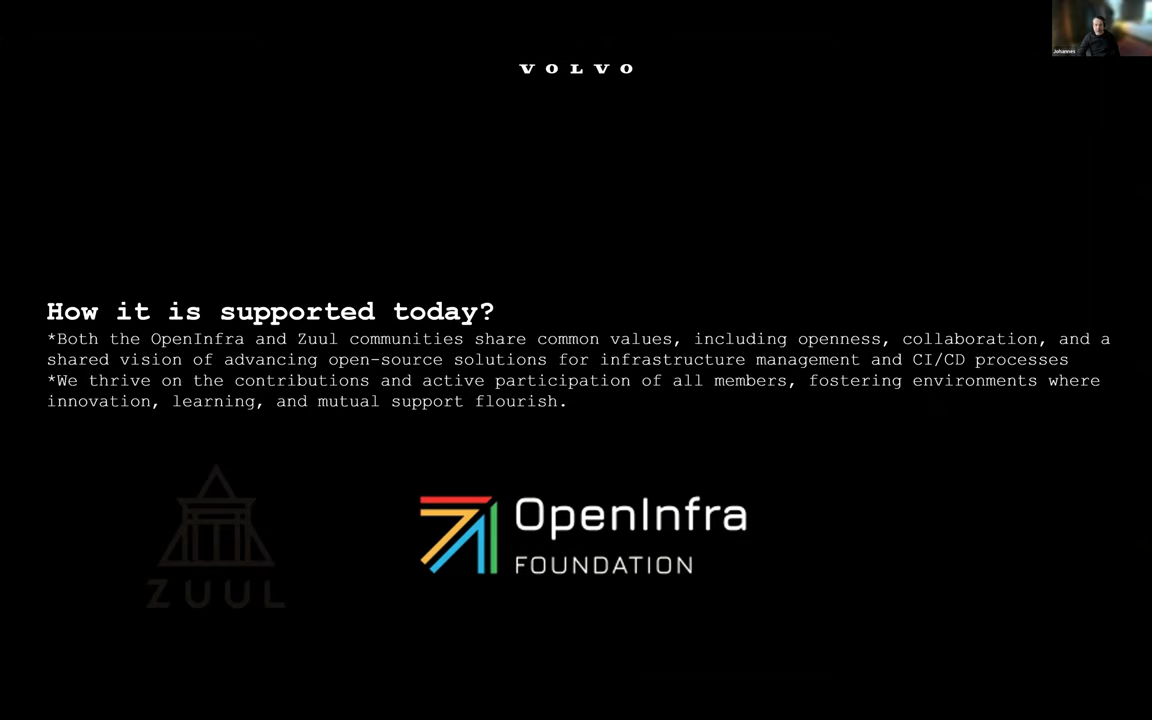 Johannes
VOLVO
How it is supported today?
*Both the OpenInfra and Zuul communities share common values, including openness, collaboration, and a
shared vision of advancing open-source solutions for infrastructure management and CI/CD processes
*We thrive on the contributions and active participation of all members, fostering environments where
innovation, learning, and mutual support flourish.
OpenInfra
FOUNDATION
ZUUL